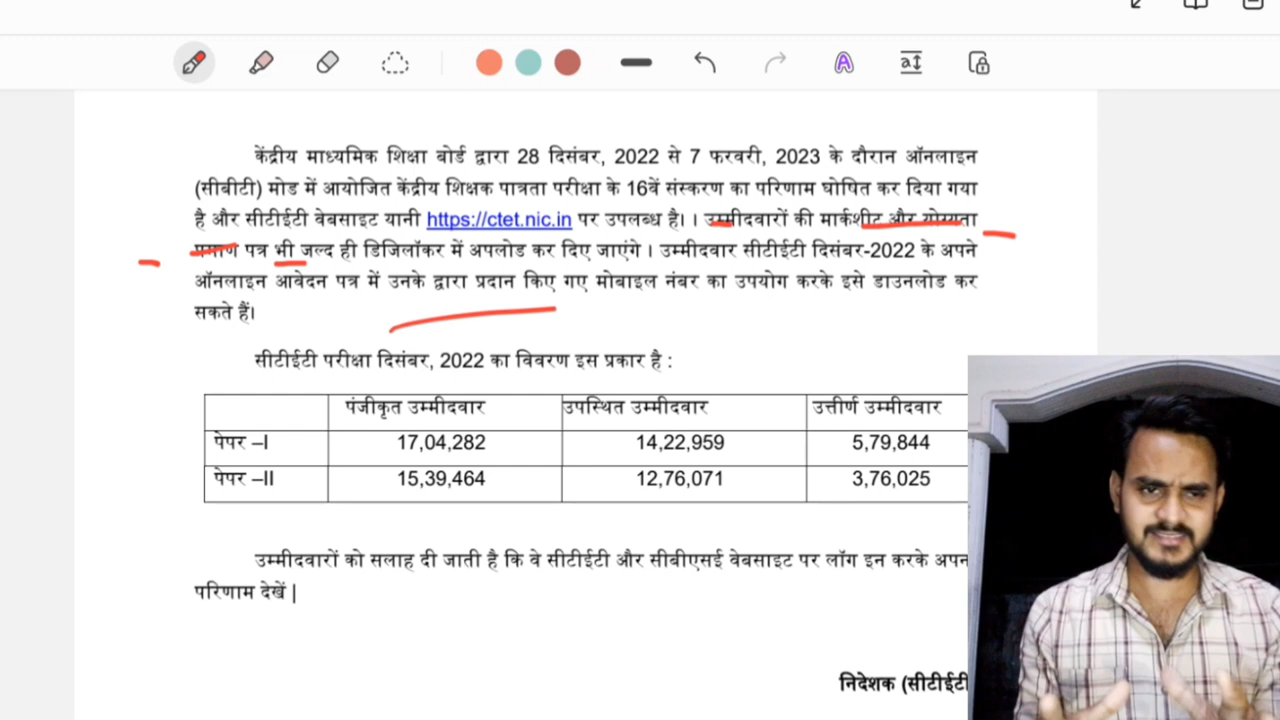 केंद्रीय माध्यमिक शिक्षा बोर्ड द्वारा 28 दिसंबर, 2022 से 7 फरवरी, 2023 के दौरान ऑनलाइन
(सीबीटी) मोड में आयोजित केंद्रीय शिक्षक पात्रता परीक्षा के 16वें संस्करण का परिणाम घोषित कर दिया गया
है और सीटीईटी वेबसाइट यानी https://ctet.nic.in पर उपलब्ध है। । उम्मीदवारों की मार्कशीट और योग्यता
प्रमाण पत्र भी जल्द ही डिजिलॉकर में अपलोड कर दिए जाएंगे । उम्मीदवार सीटीईटी दिसंबर-2022 के अपने
ऑनलाइन आवेदन पत्र में उनके द्वारा प्रदान किए गए मोबाइल नंबर का उपयोग करके इसे डाउनलोड कर
सकते हैं।
सीटीईटी परीक्षा दिसंबर, 2022 का विवरण इस प्रकार है :
पंजीकृत उम्मीदवार उपस्थित उम्मीदवार उत्तीर्ण उम्मीदवार
पेपर –I 17,04,282 14,22,959 5,79,844
पेपर –II 15,39,464 12,76,071 3,76,025
उम्मीदवारों को सलाह दी जाती है कि वे सीटीईटी और सीबीएसई वेबसाइट पर लॉग इन करके अपन
परिणाम देखें |
निदेशक (सीटीईटी